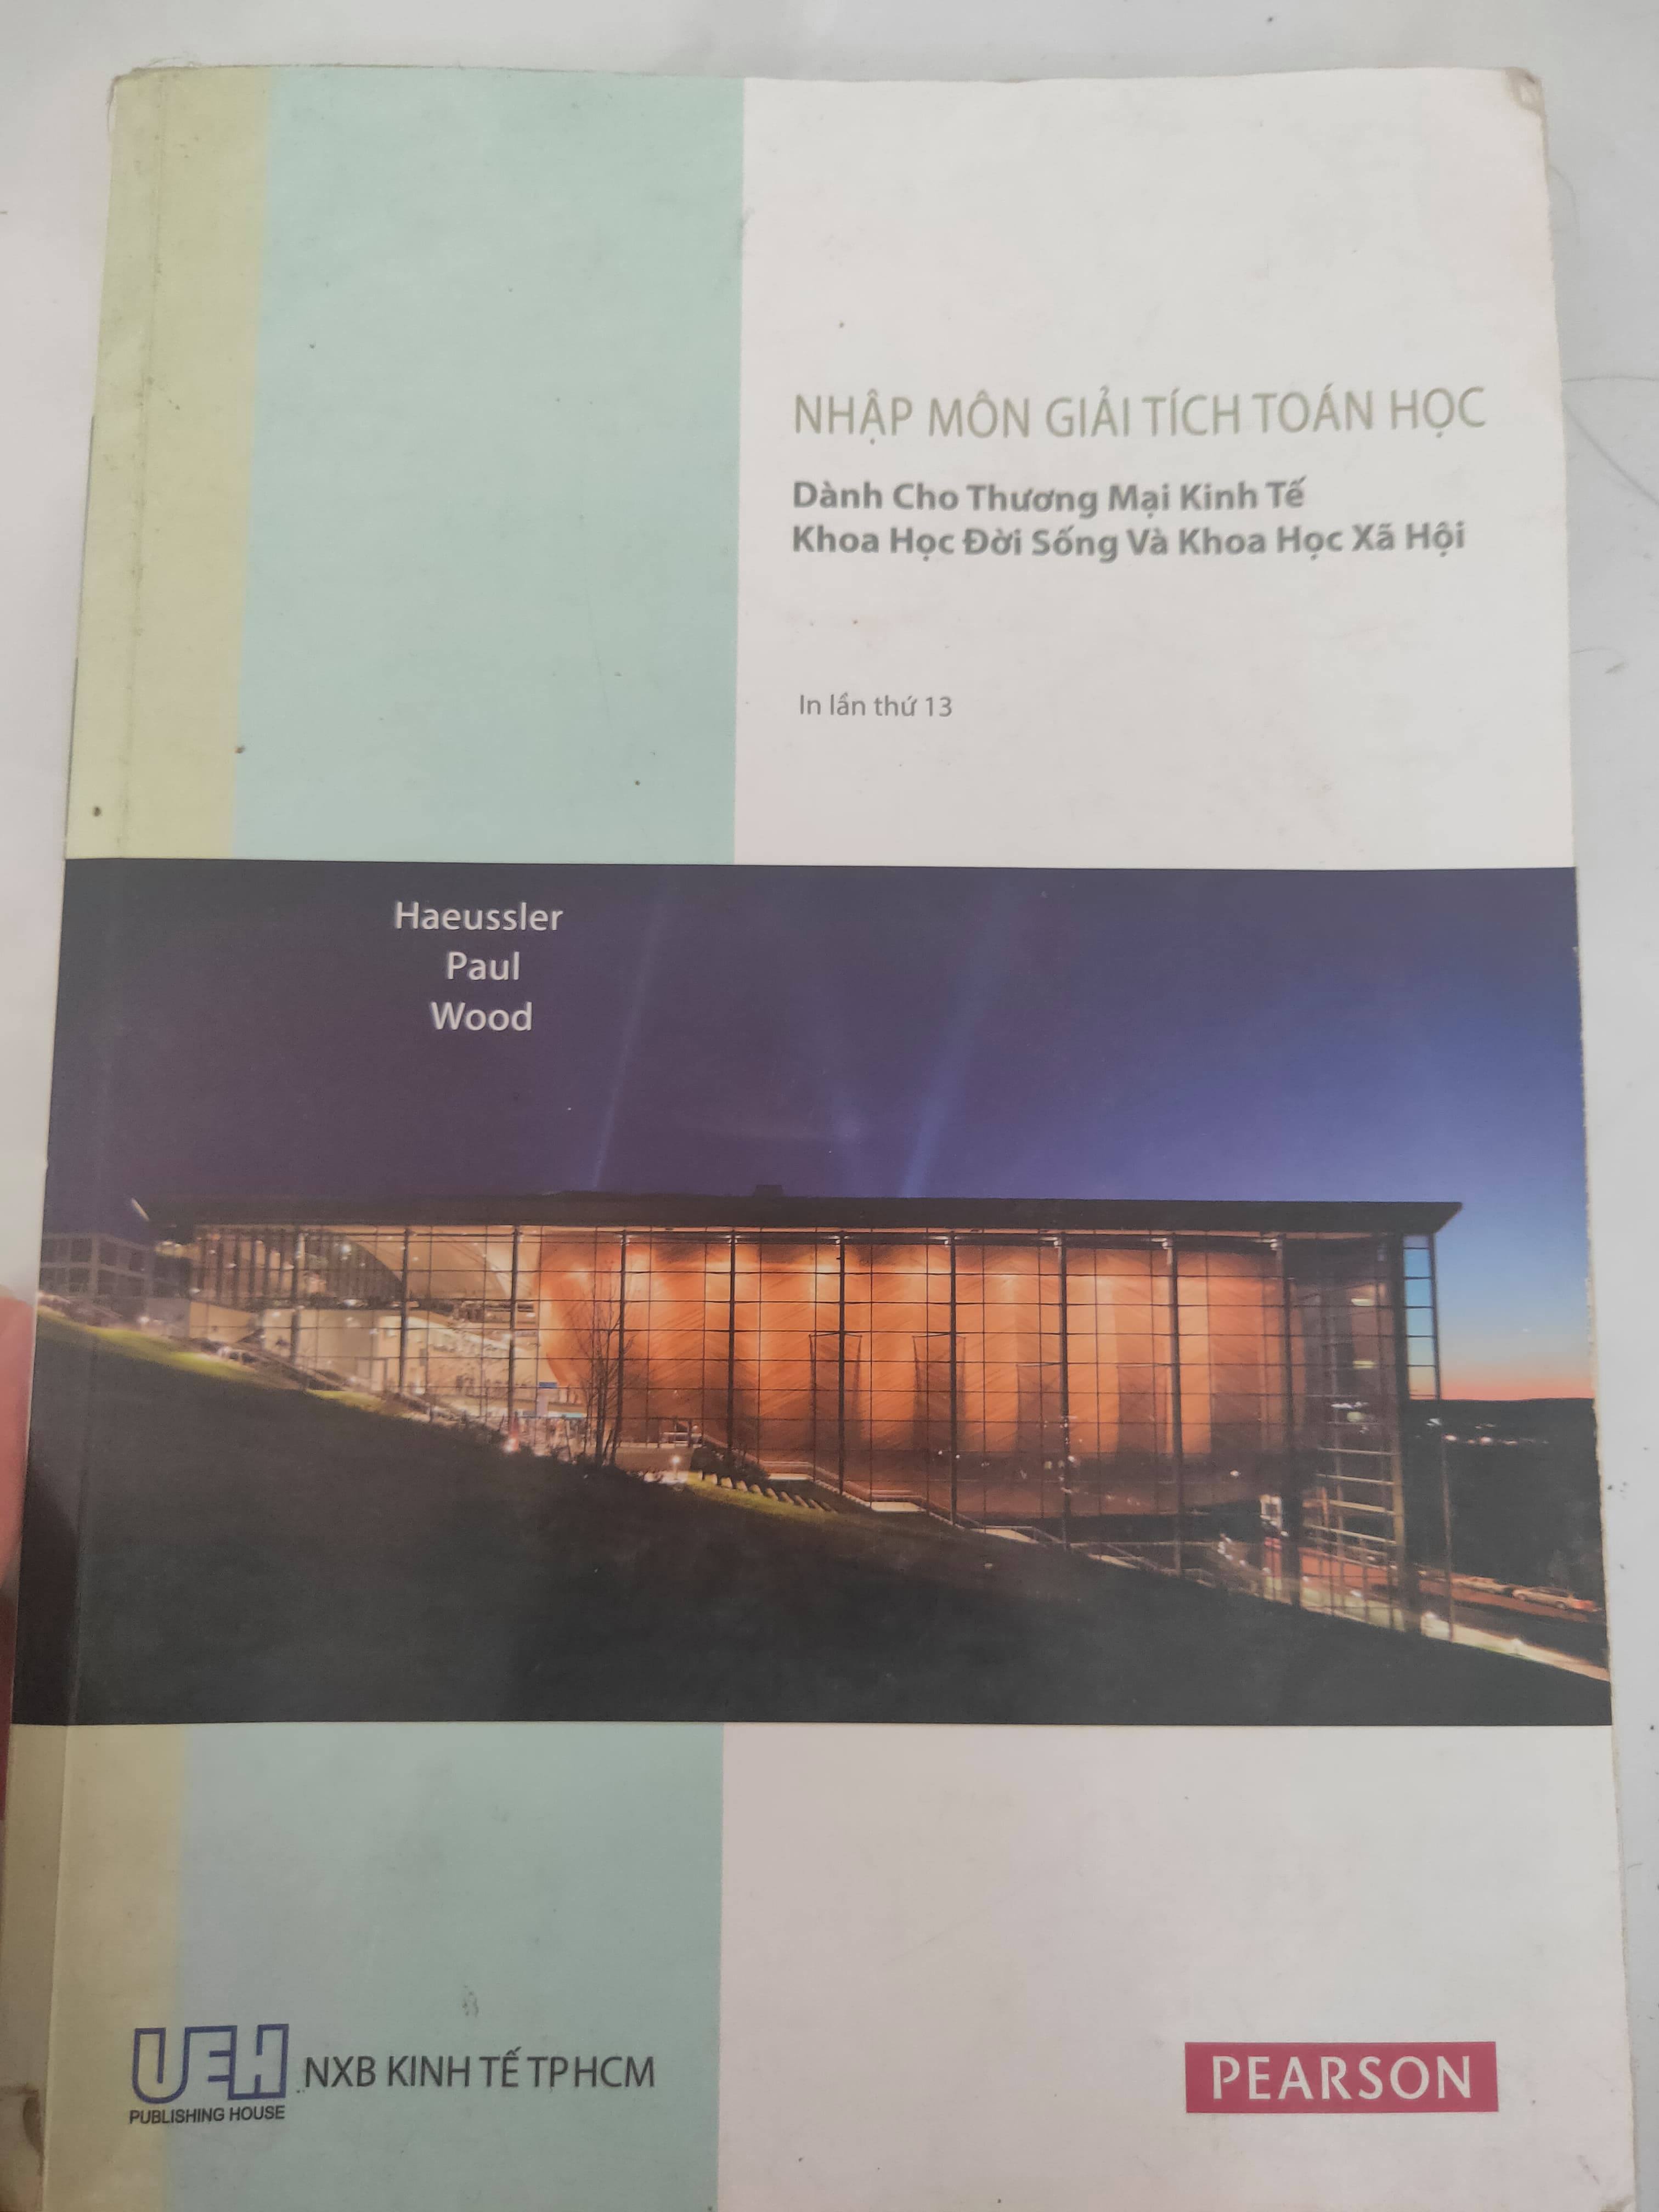 NHẬP MÔN GIẢI TÍCH TOÁN HỌC
Dành Cho Thương Mại Kinh Tế
Khoa Học Đời Sống Và Khoa Học Xã Hội
In lần thứ 13
Haeussler
Paul
Wood
UEH
PUBLISHING HOUSE
NXB KINH TẾ TP HCM
PEARSON